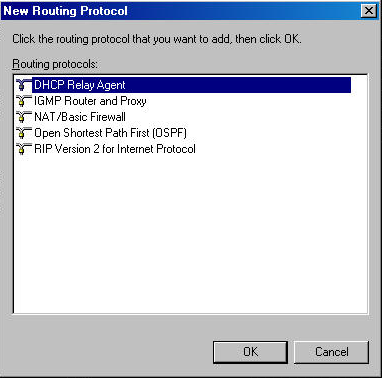 New Routing Protocol
Click the routing protocol that you want to add, then click OK.
Routing protocols:
DHCP Relay Agent
IGMP Router and Proxy
NAT/Basic Firewall
Open Shortest Path First (OSPF)
RIP Version 2 for Internet Protocol
OK
Cancel